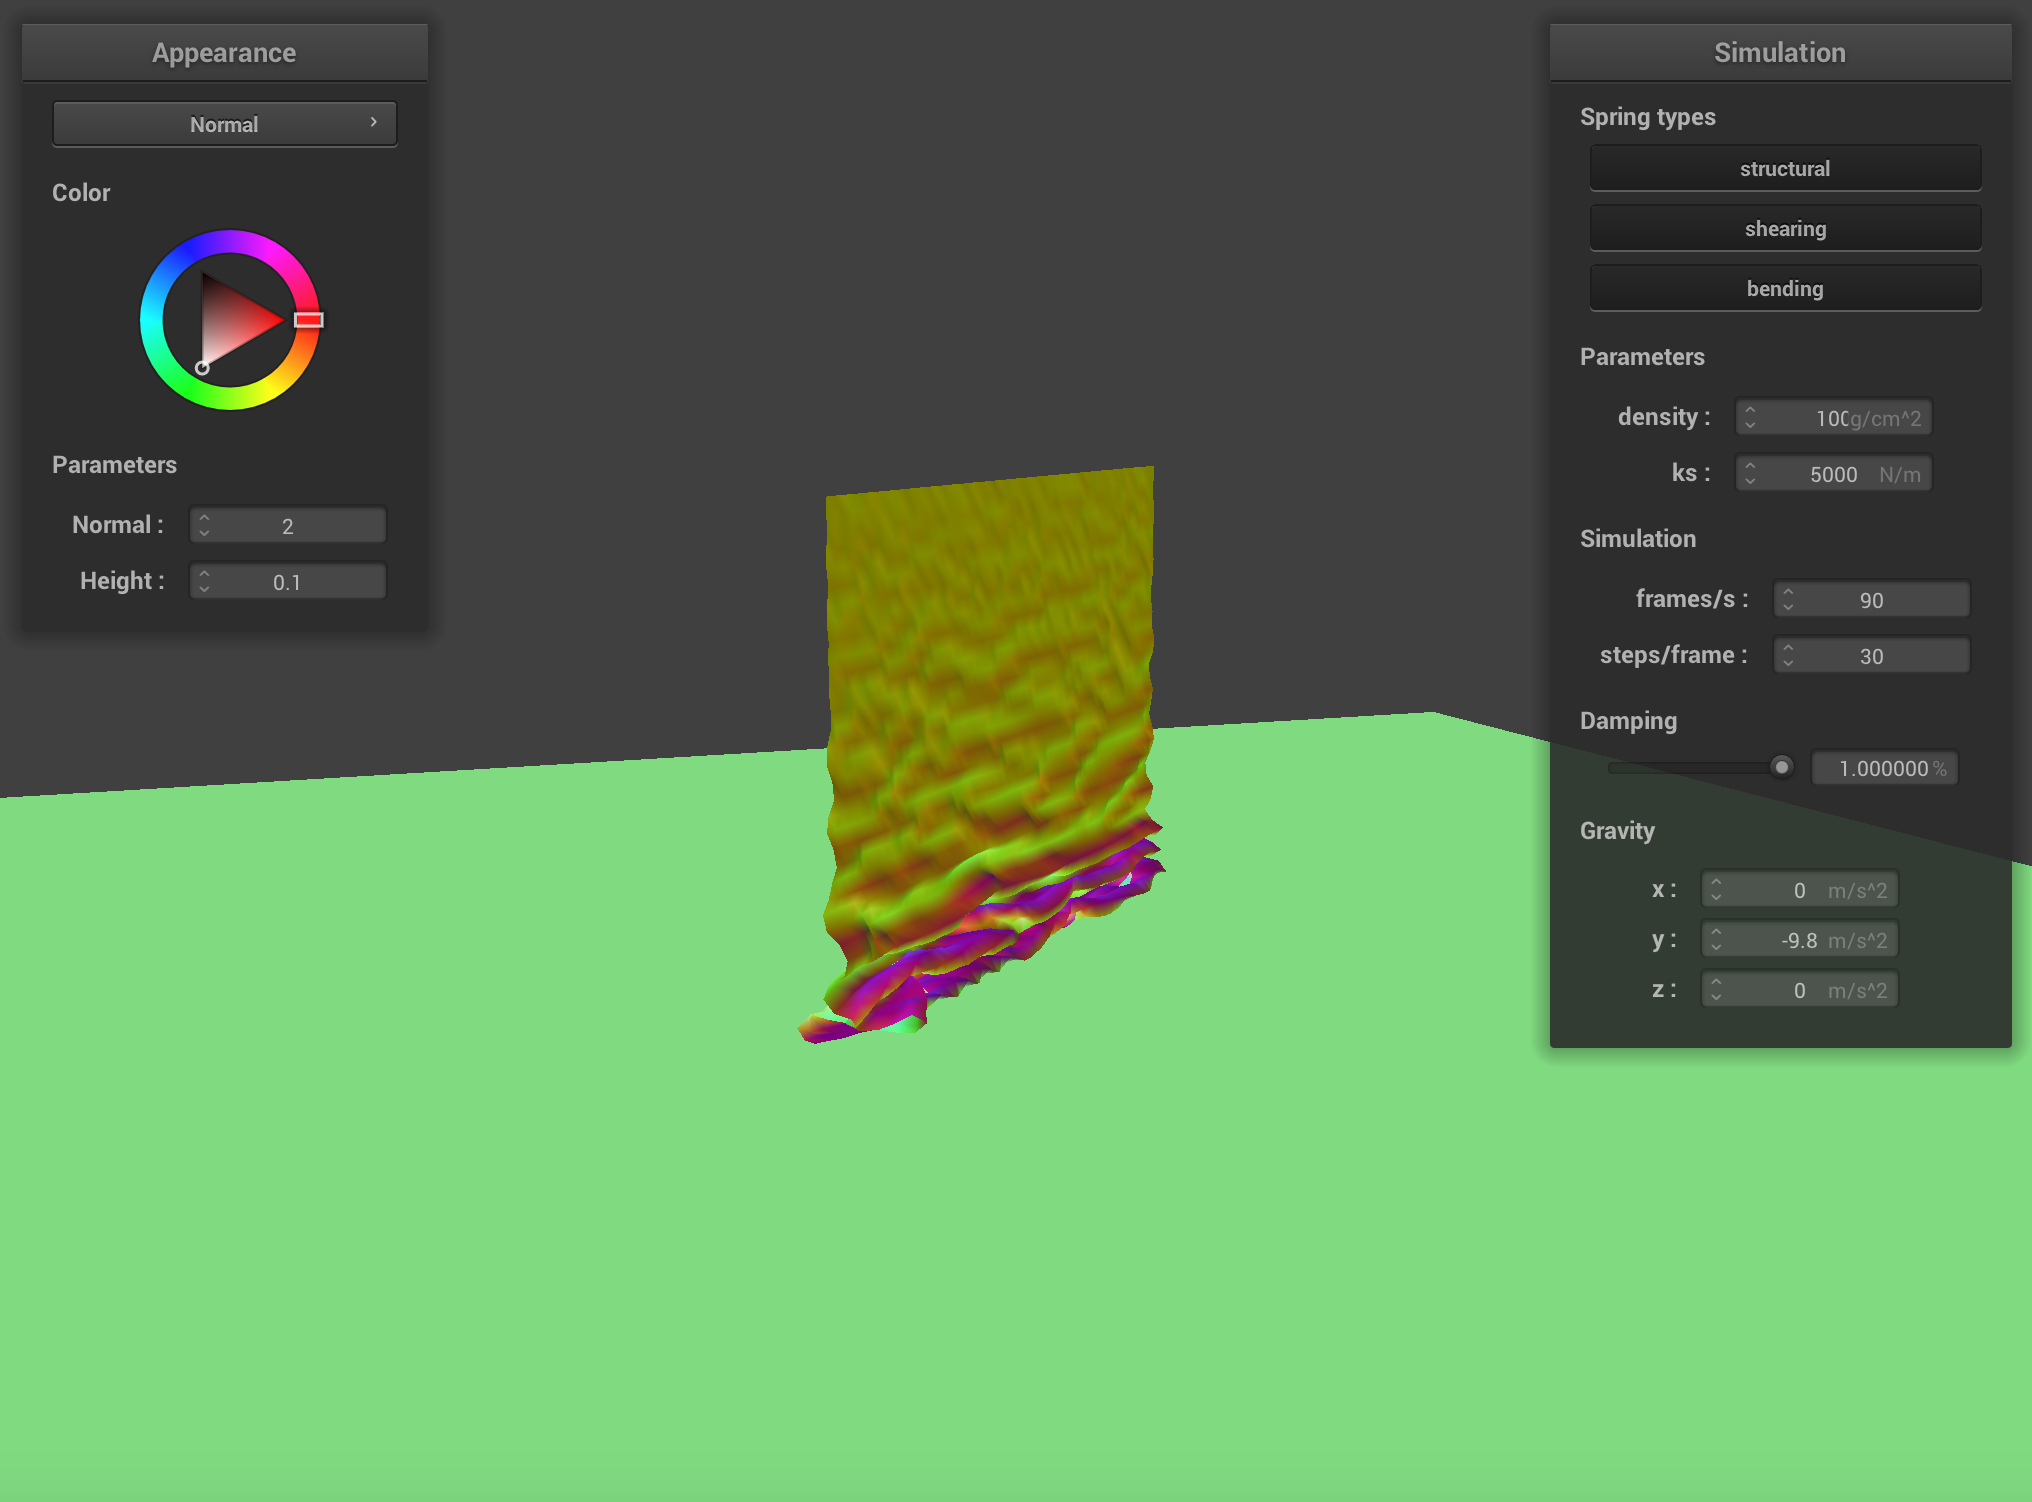 Appearance
Normal
Color
Parameters
Normal : 2
Height : 0.1
Simulation
Spring types
structural
shearing
bending
Parameters
density : 100 g/cm^2
ks : 5000 N/m
Simulation
frames/s : 90
steps/frame : 30
Damping
1.000000 %
Gravity
x : 0 m/s^2
y : -9.8 m/s^2
z : 0 m/s^2